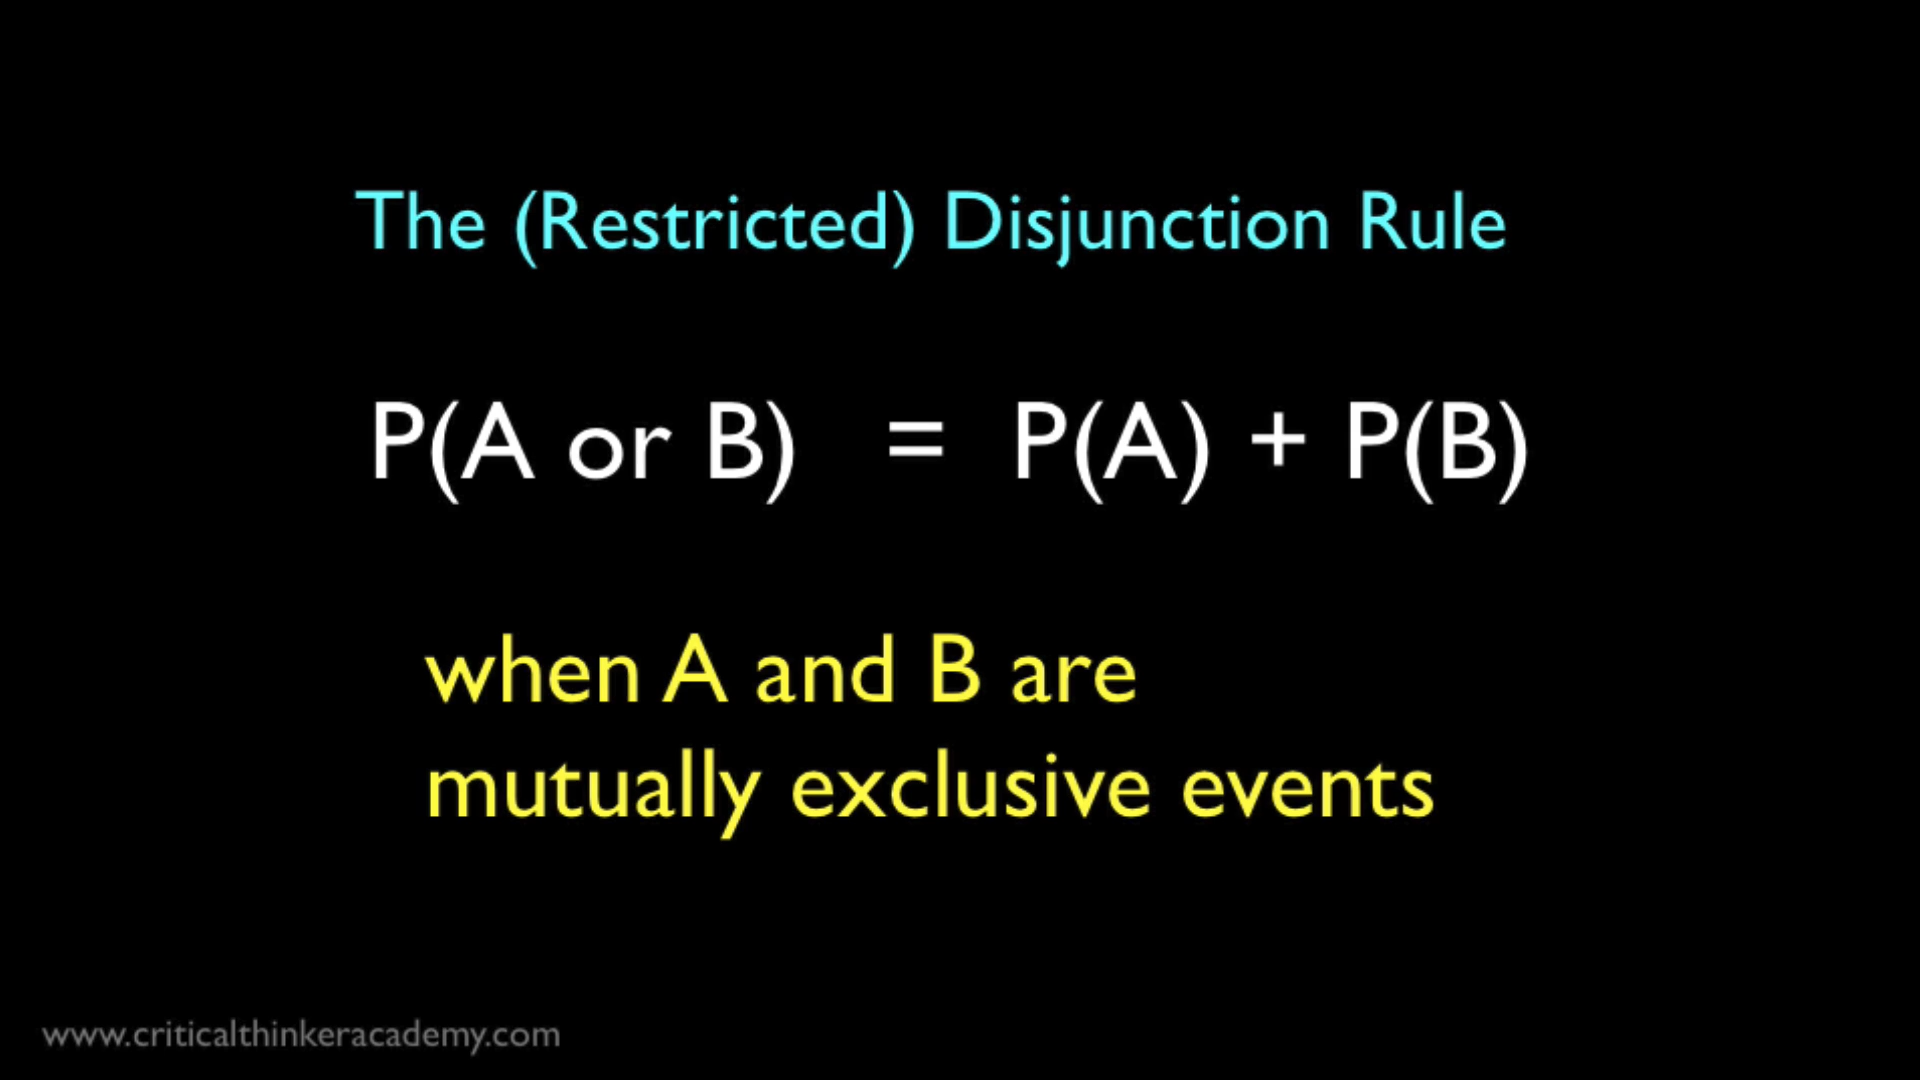 The (Restricted) Disjunction Rule
P(A or B) = P(A) + P(B)
when A and B are
mutually exclusive events
www.criticalthinkeracademy.com